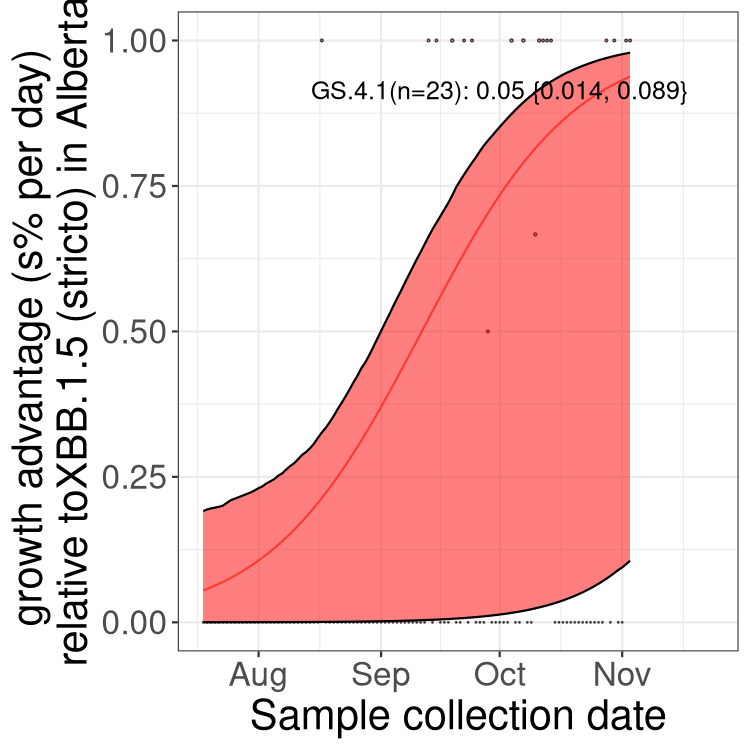 growth advantage (s% per day)
relative toXBB.1.5 (stricto) in Alberta
1.00
0.75
0.50
0.25
0.00
GS.4.1(n=23): 0.05 {0.014, 0.089}
Aug Sep Oct Nov
Sample collection date